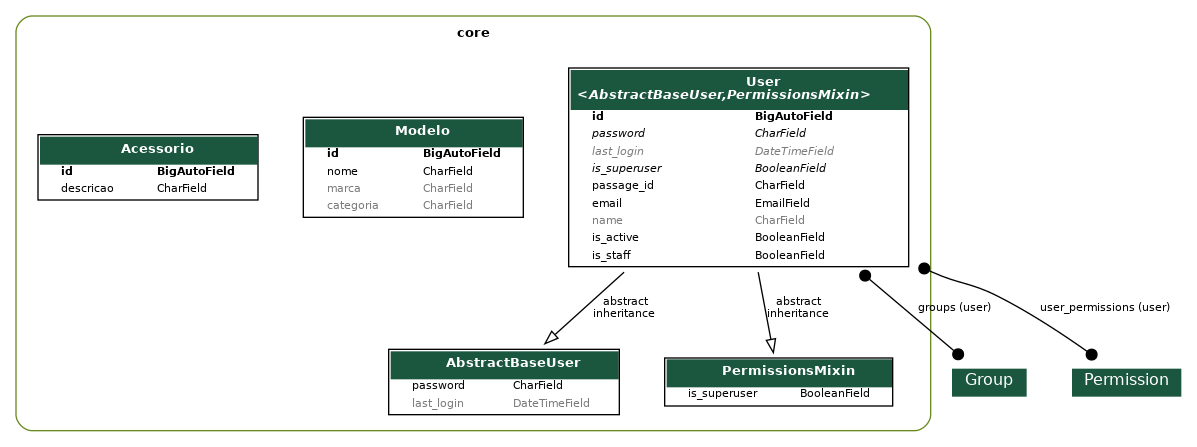 core
Acessorio
id BigAutoField
descricao CharField
Modelo
id BigAutoField
nome CharField
marca CharField
categoria CharField
User
<AbstractBaseUser,PermissionsMixin>
id BigAutoField
password CharField
last_login DateTimeField
is_superuser BooleanField
passage_id CharField
email EmailField
name CharField
is_active BooleanField
is_staff BooleanField
abstract
inheritance
abstract
inheritance
groups (user)
user_permissions (user)
AbstractBaseUser
password CharField
last_login DateTimeField
PermissionsMixin
is_superuser BooleanField
Group
Permission